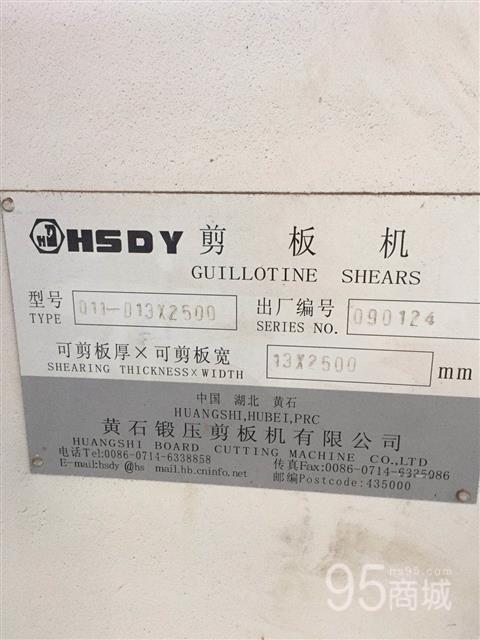 HSDY 剪板机
GUILLOTINE SHEARS
型号 Q11-D13X2500 出厂编号 090124
TYPE SERIES NO.
可剪板厚×可剪板宽 13X2500 mm
SHEARING THICKNESS×WIDTH
中国 湖北 黄石
HUANGSHI,HUBEI,PRC
黄石锻压剪板机有限公司
HUANGSHI BOARD CUTTING MACHINE CO.,LTD
电话Tel:0086-0714-6338858 传真Fax:0086-0714-6325086
E-mail:hsdy @hs mail.hb.cninfo.net 邮编Postcode:435000
hs95.com
95商城